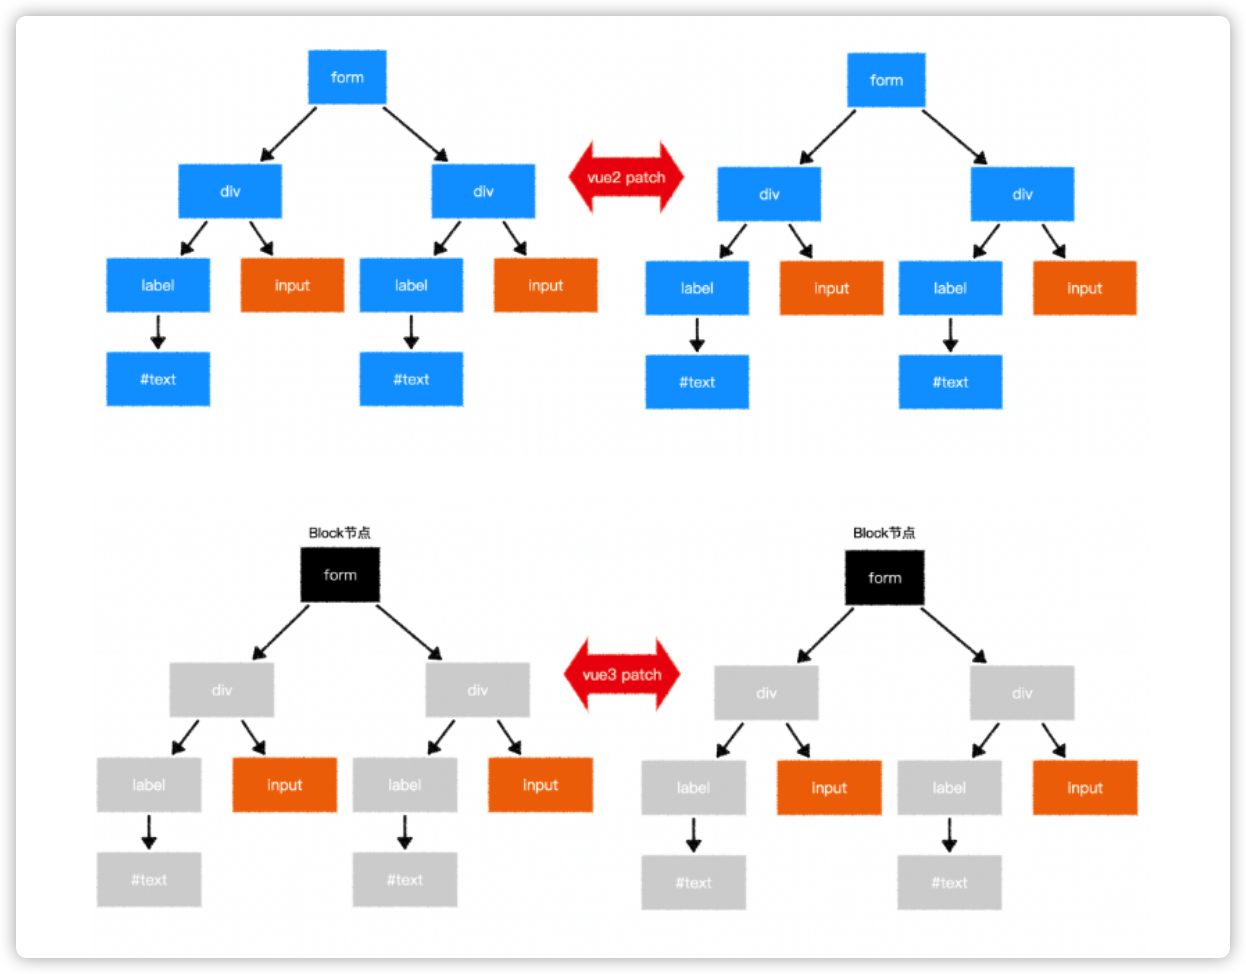 form
form
div
div
vue2 patch
div
div
label
input
label
input
label
input
label
input
#text
#text
#text
#text
Block节点
Block节点
form
form
div
div
vue3 patch
div
div
label
input
label
input
label
input
label
input
#text
#text
#text
#text